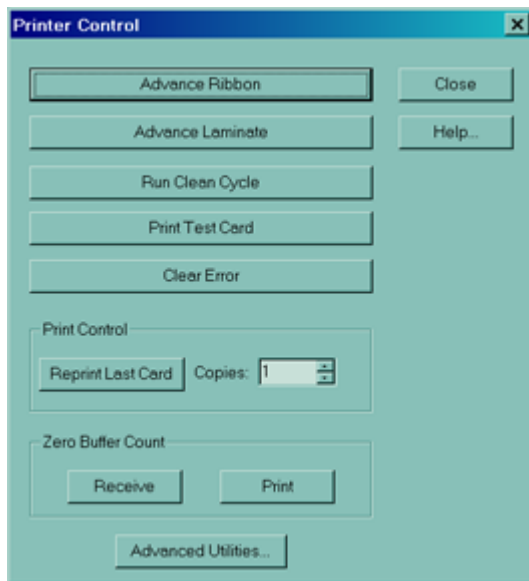 Printer Control
Advance Ribbon
Close
Advance Laminate
Help...
Run Clean Cycle
Print Test Card
Clear Error
Print Control
Reprint Last Card Copies: 1
Zero Buffer Count
Receive Print
Advanced Utilities...